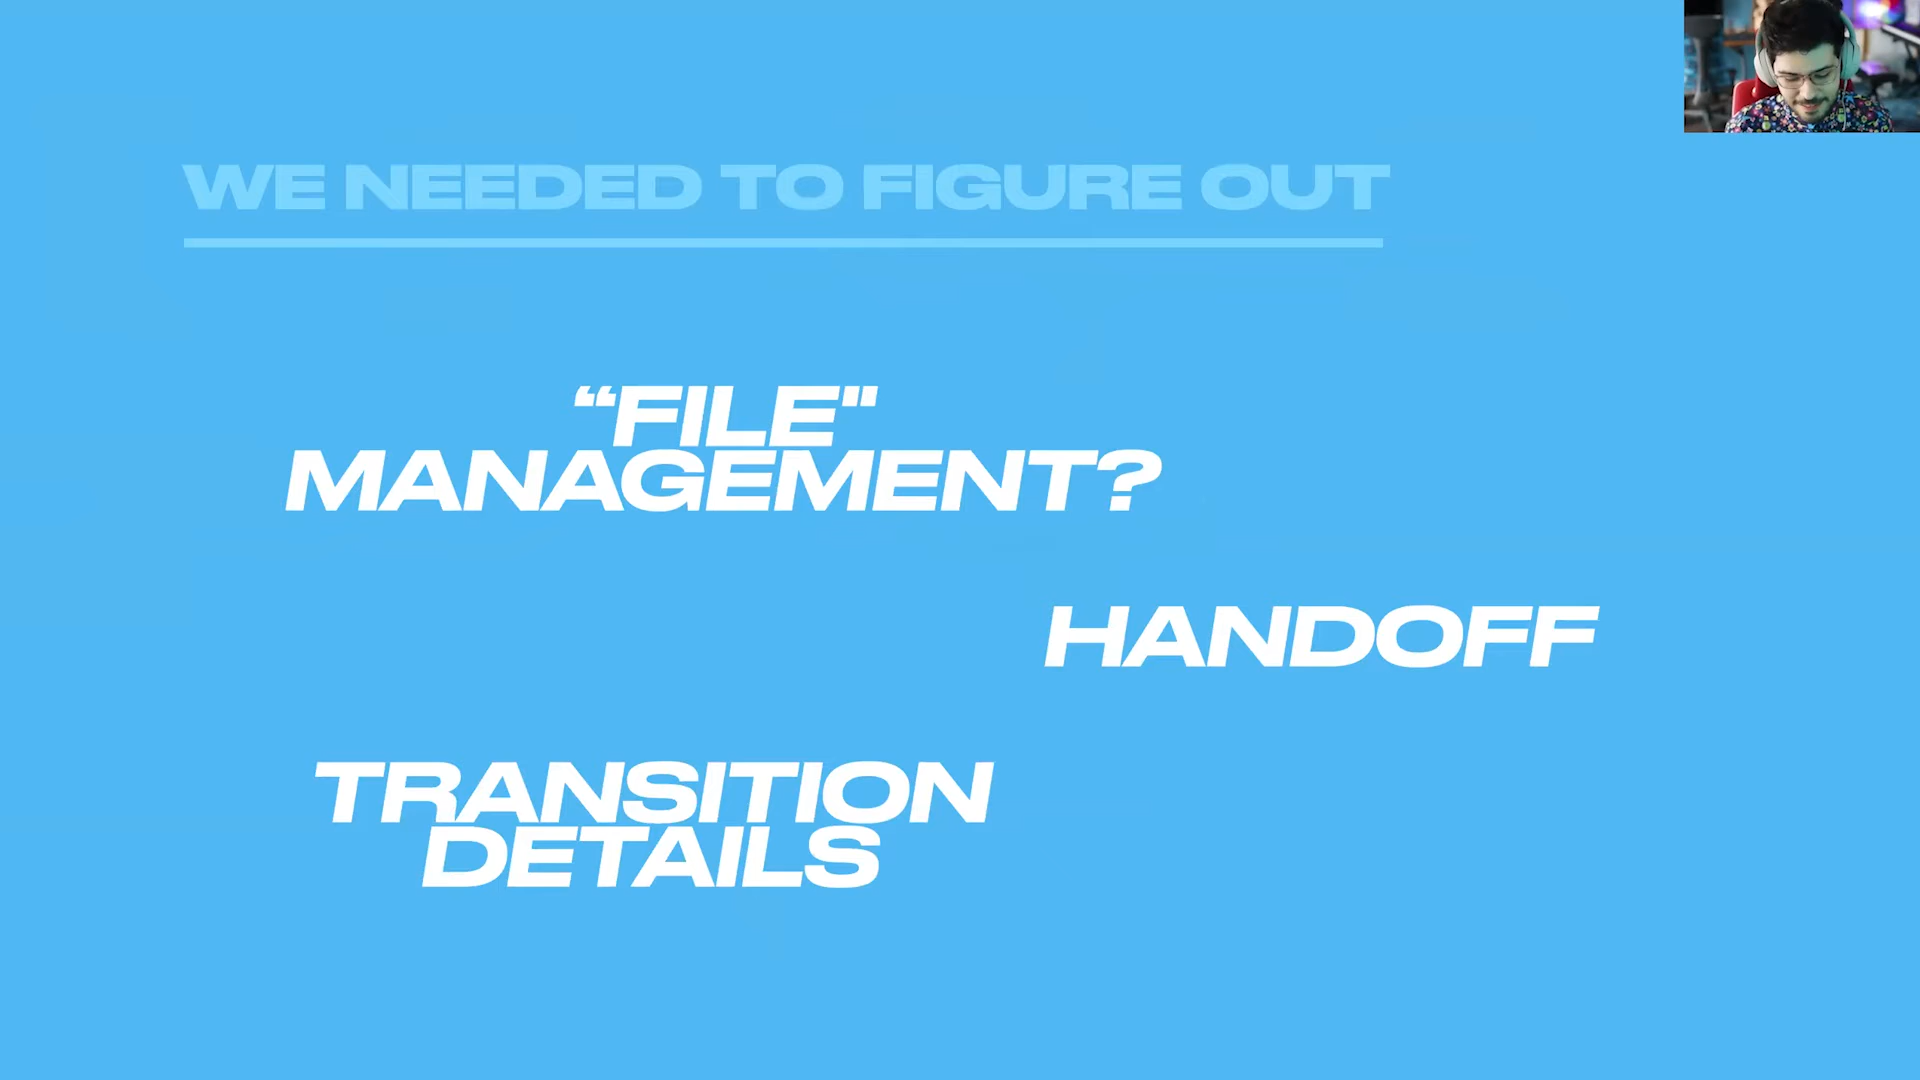 WE NEEDED TO FIGURE OUT
“FILE"
MANAGEMENT?
HANDOFF
TRANSITION
DETAILS